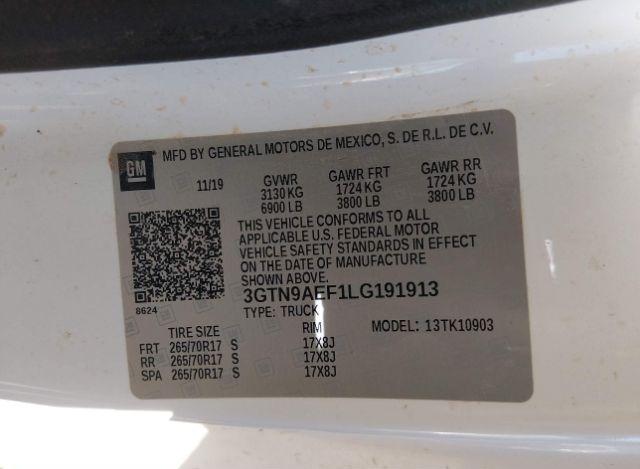 GM
MFD BY GENERAL MOTORS DE MEXICO, S. DE R.L. DE C.V.
11/19 GVWR GAWR FRT GAWR RR
3130 KG 1724 KG 1724 KG
6900 LB 3800 LB 3800 LB
THIS VEHICLE CONFORMS TO ALL
APPLICABLE U.S. FEDERAL MOTOR
VEHICLE SAFETY STANDARDS IN EFFECT
ON THE DATE OF MANUFACTURE
SHOWN ABOVE.
8624
3GTN9AEF1LG191913
TYPE: TRUCK
TIRE SIZE RIM MODEL: 13TK10903
FRT 265/70R17 S 17X8J
RR 265/70R17 S 17X8J
SPA 265/70R17 S 17X8J